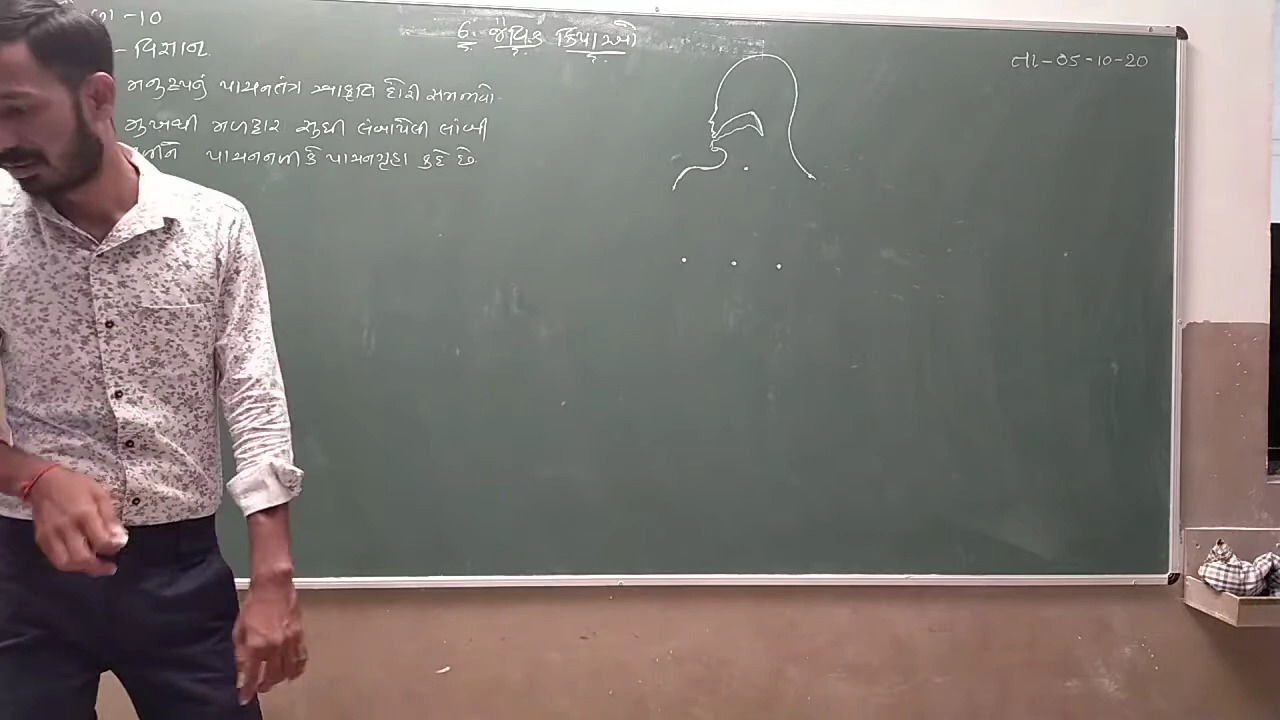 -10
6. જૈવિક ક્રિયાઓ
- વિજ્ઞાન
તા-05-10-20
મનુષ્યનું પાચનતંત્ર આકૃતિ દોરી સમજાવો.
મુખથી મળદ્વાર સુધી લંબાયેલી લાંબી
પાચનનળી કે પાચનગુહા કહે છે.